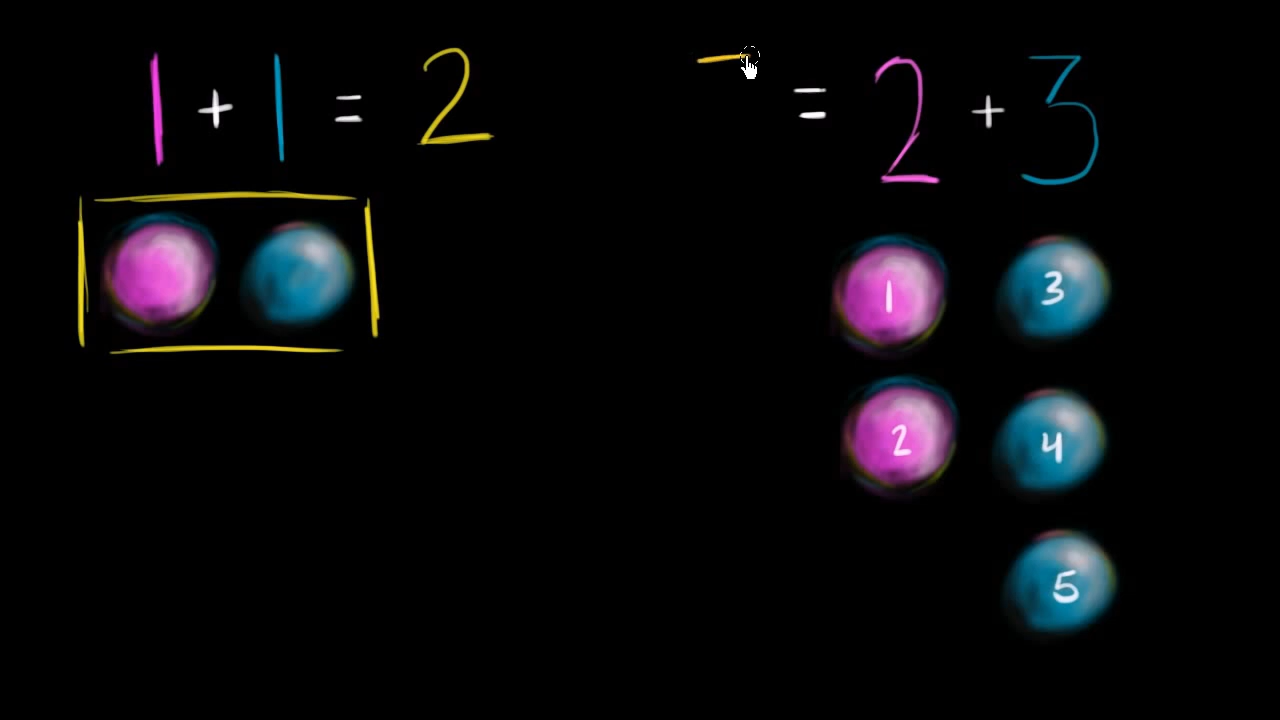 1 + 1 = 2
= 2 + 3
1 3
2 4
5